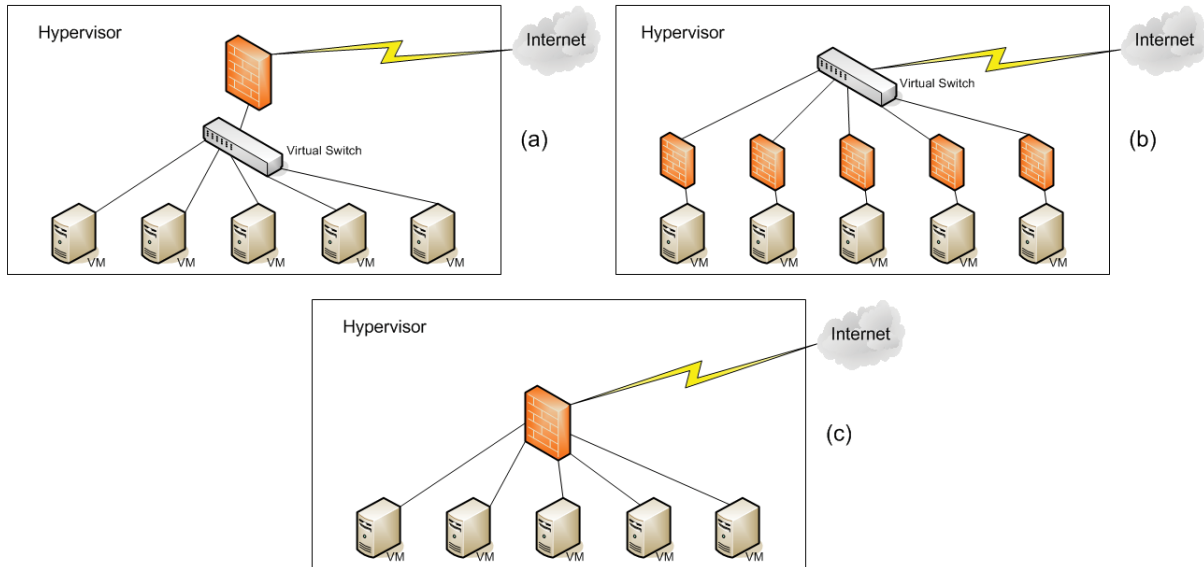 Hypervisor
Internet
Virtual Switch
(a)
VM
VM
VM
VM
VM
Hypervisor
Internet
Virtual Switch
(b)
VM
VM
VM
VM
VM
Hypervisor
Internet
(c)
VM
VM
VM
VM
VM